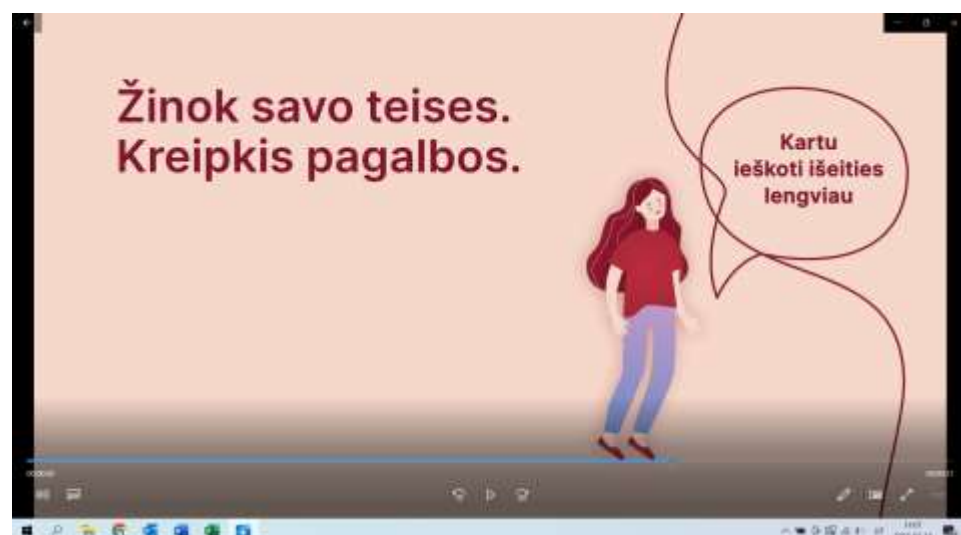 Žinok savo teises.
Kreipkis pagalbos.
Kartu
ieškoti išeities
lengviau